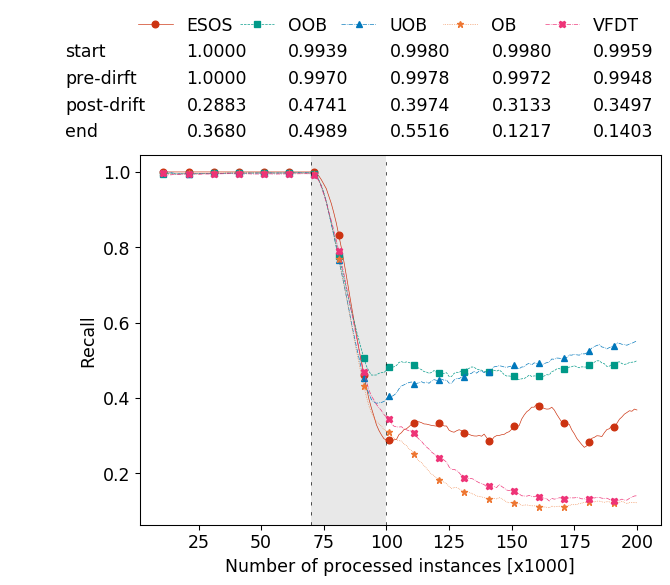 ESOS OOB UOB OB VFDT
start 1.0000 0.9939 0.9980 0.9980 0.9959
pre-dirft 1.0000 0.9970 0.9978 0.9972 0.9948
post-drift 0.2883 0.4741 0.3974 0.3133 0.3497
end 0.3680 0.4989 0.5516 0.1217 0.1403
1.0
0.8
0.6
0.4
0.2
Recall
25 50 75 100 125 150 175 200
Number of processed instances [x1000]